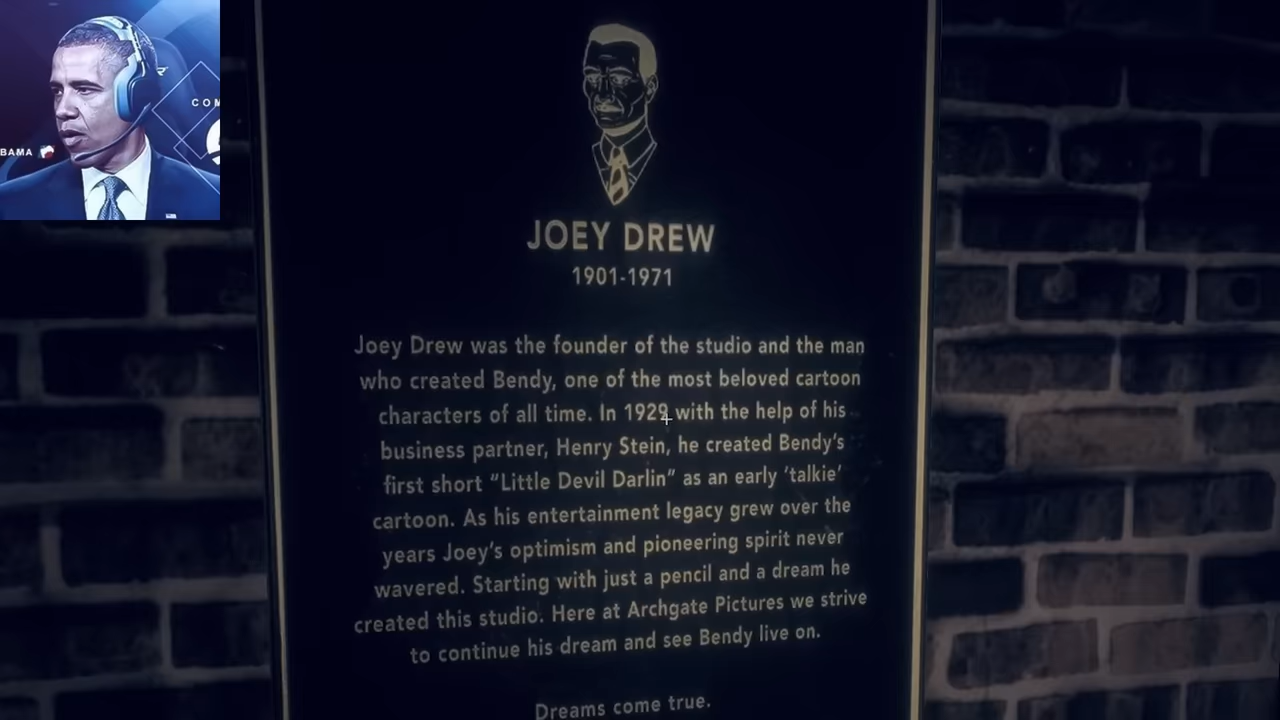 COM
BAMA
JOEY DREW
1901-1971
Joey Drew was the founder of the studio and the man
who created Bendy, one of the most beloved cartoon
characters of all time. In 1929 with the help of his
business partner, Henry Stein, he created Bendy's
first short "Little Devil Darlin" as an early 'talkie'
cartoon. As his entertainment legacy grew over the
years Joey's optimism and pioneering spirit never
wavered. Starting with just a pencil and a dream he
created this studio. Here at Archgate Pictures we strive
to continue his dream and see Bendy live on.
Dreams come true.